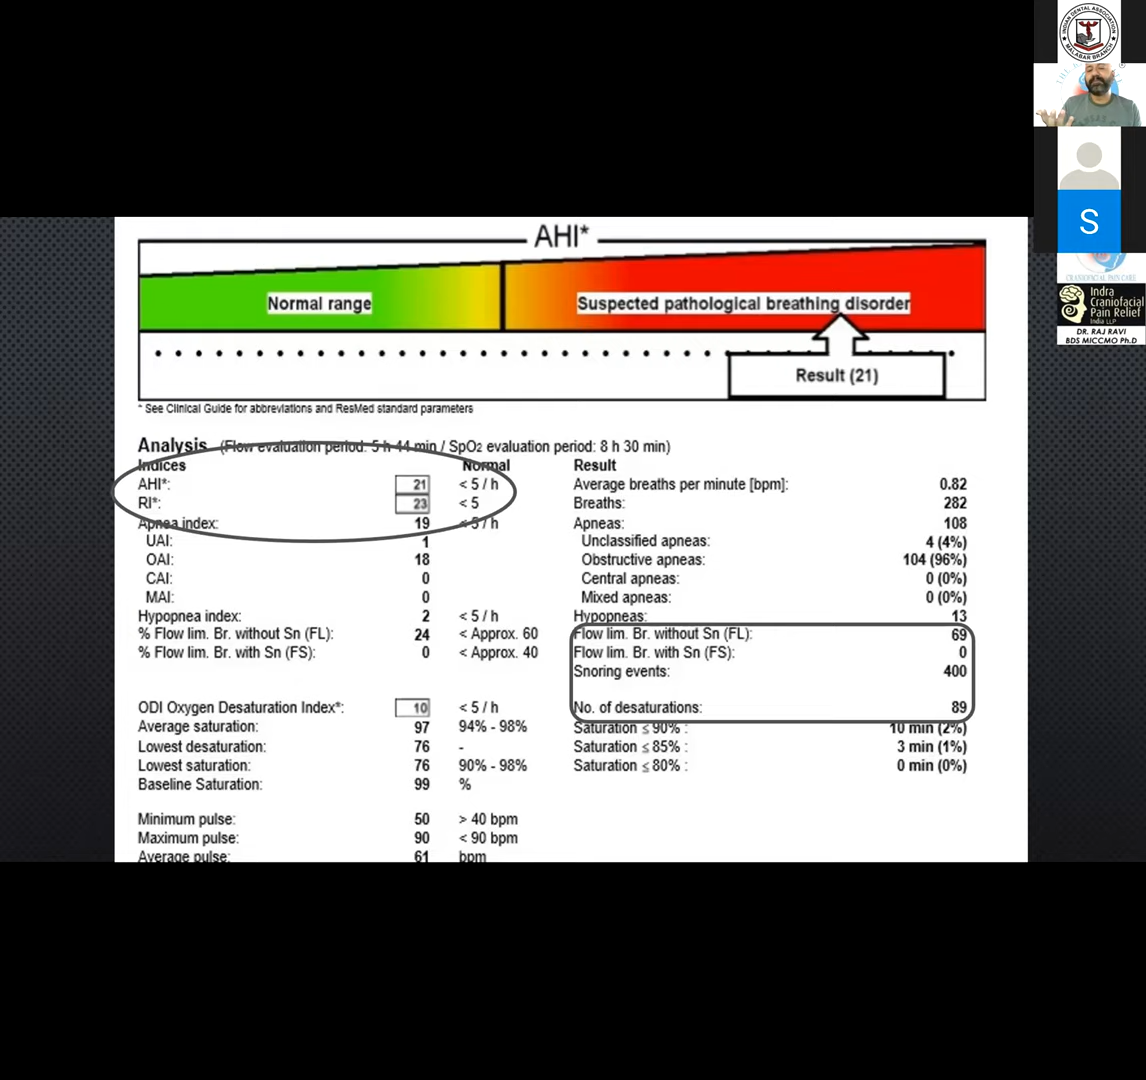 INDIAN DENTAL ASSOCIATION
MALABAR BRANCH
S
CRANIOFACIAL PAIN CARE
Indra
Craniofacial
Pain Relief
India LLP
DR. RAJ RAVI
BDS MICCMO Ph.D
AHI*
Normal range
Suspected pathological breathing disorder
Result (21)
* See Clinical Guide for abbreviations and ResMed standard parameters
Analysis (Flow evaluation period: 5 h 44 min / SpO2 evaluation period: 8 h 30 min)
Indices Normal Result
AHI*: 21 < 5 / h Average breaths per minute [bpm]: 0.82
RI*: 23 < 5 Breaths: 282
Apnea index: 19 < 5 / h Apneas: 108
UAI: 1 Unclassified apneas: 4 (4%)
OAI: 18 Obstructive apneas: 104 (96%)
CAI: 0 Central apneas: 0 (0%)
MAI: 0 Mixed apneas: 0 (0%)
Hypopnea index: 2 < 5 / h Hypopneas: 13
% Flow lim. Br. without Sn (FL): 24 < Approx. 60 Flow lim. Br. without Sn (FL): 69
% Flow lim. Br. with Sn (FS): 0 < Approx. 40 Flow lim. Br. with Sn (FS): 0
Snoring events: 400
ODI Oxygen Desaturation Index*: 10 < 5 / h No. of desaturations: 89
Average saturation: 97 94% - 98% Saturation ≤ 90% : 10 min (2%)
Lowest desaturation: 76 - Saturation ≤ 85% : 3 min (1%)
Lowest saturation: 76 90% - 98% Saturation ≤ 80% : 0 min (0%)
Baseline Saturation: 99 %
Minimum pulse: 50 > 40 bpm
Maximum pulse: 90 < 90 bpm
Average pulse: 61 bpm